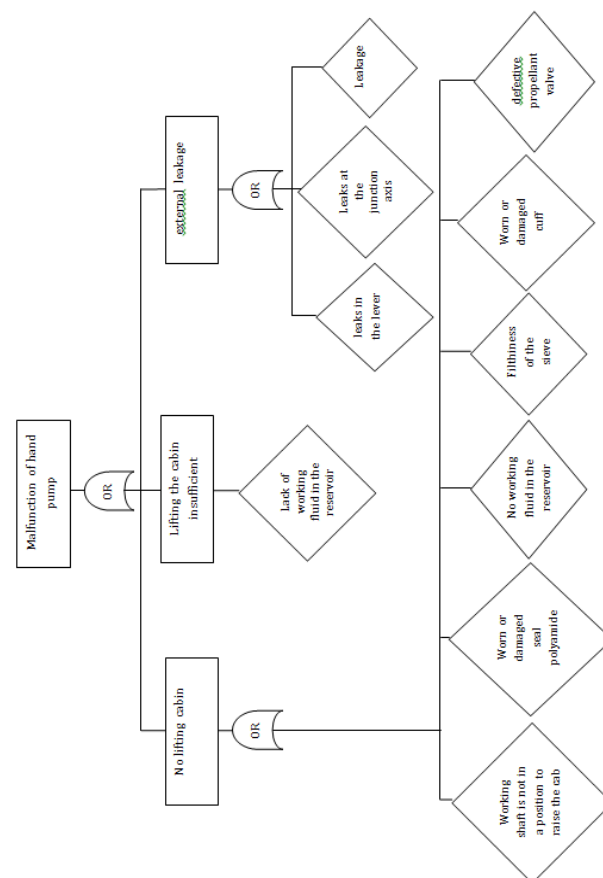 Malfunction of hand
pump
OR
No lifting cabin
Lifting the cabin
insufficient
external leakage
OR
OR
Lack of
working
fluid in the
reservoir
leaks in
the lever
Leaks at
the
junction
axis
Leakage
Working
shaft is not in
a position to
raise the cab
Worn or
damaged
seal
polyamide
No working
fluid in the
reservoir
Filthiness
of the
sieve
Worn or
damaged
cuff
defective
propellant
valve